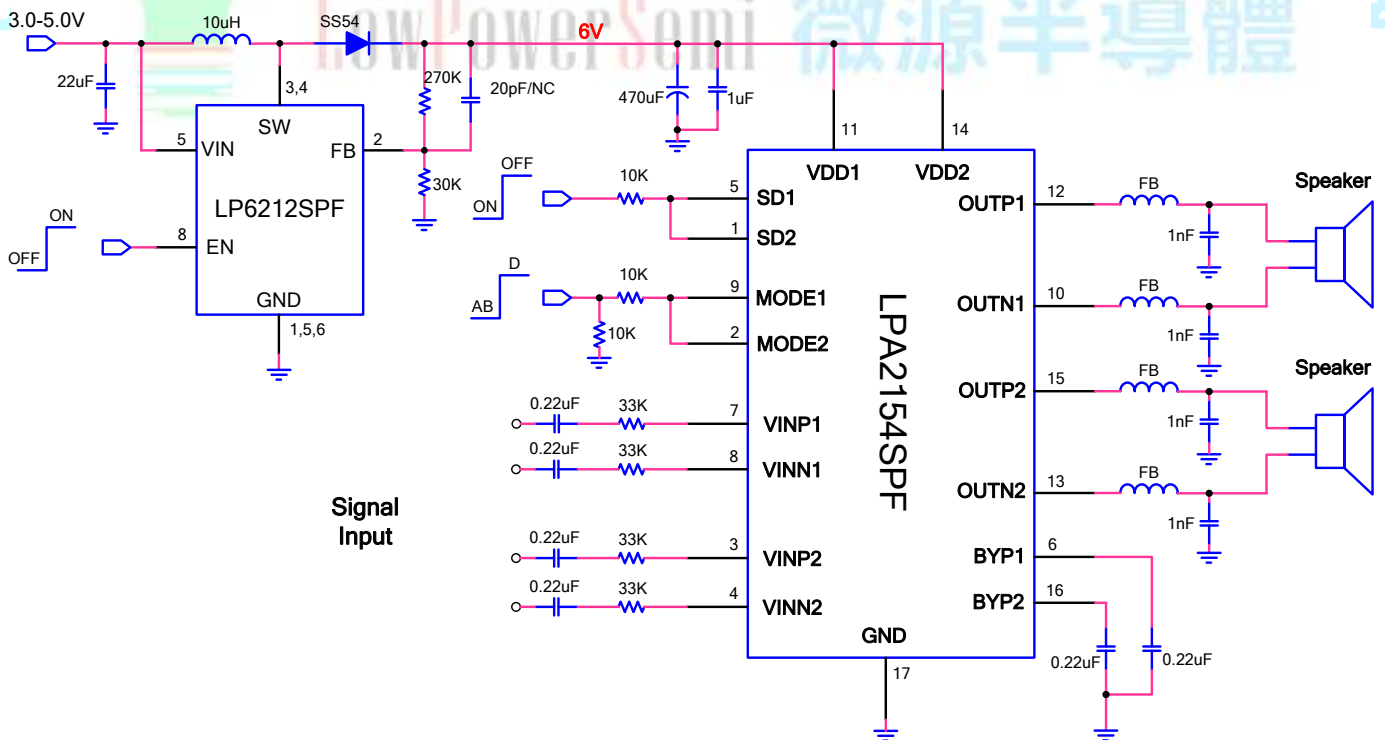 LowPowerSemi 微源半導體
3.0-5.0V
10uH
SS54
6V
22uF
3,4
270K
20pF/NC
470uF
1uF
SW
5
VIN
FB
2
30K
LP6212SPF
ON
OFF
8
EN
GND
1,5,6
OFF
ON
10K
5
SD1
1
SD2
D
AB
10K
10K
9
MODE1
2
MODE2
0.22uF
33K
7
VINP1
0.22uF
33K
8
VINN1
Signal
Input
0.22uF
33K
3
VINP2
0.22uF
33K
4
VINN2
11
14
VDD1
VDD2
LPA2154SPF
GND
17
OUTP1
12
FB
1nF
Speaker
OUTN1
10
FB
1nF
OUTP2
15
FB
1nF
Speaker
OUTN2
13
FB
1nF
BYP1
6
BYP2
16
0.22uF
0.22uF